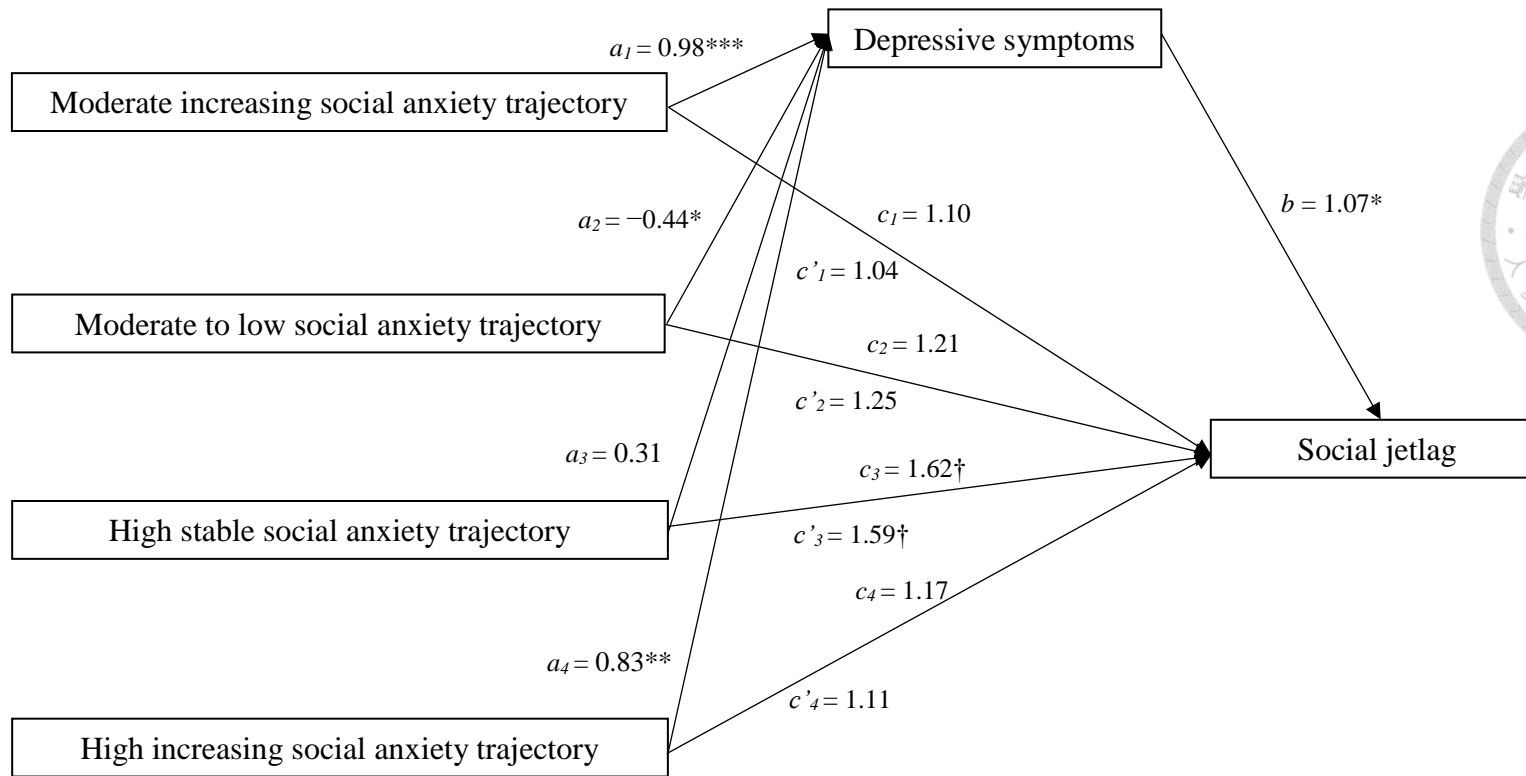 Depressive symptoms
a1 = 0.98***
Moderate increasing social anxiety trajectory
a2 = −0.44*
c1 = 1.10
b = 1.07*
c’1 = 1.04
Moderate to low social anxiety trajectory
c2 = 1.21
c’2 = 1.25
a3 = 0.31
c3 = 1.62†
Social jetlag
High stable social anxiety trajectory
c’3 = 1.59†
c4 = 1.17
a4 = 0.83**
c’4 = 1.11
High increasing social anxiety trajectory